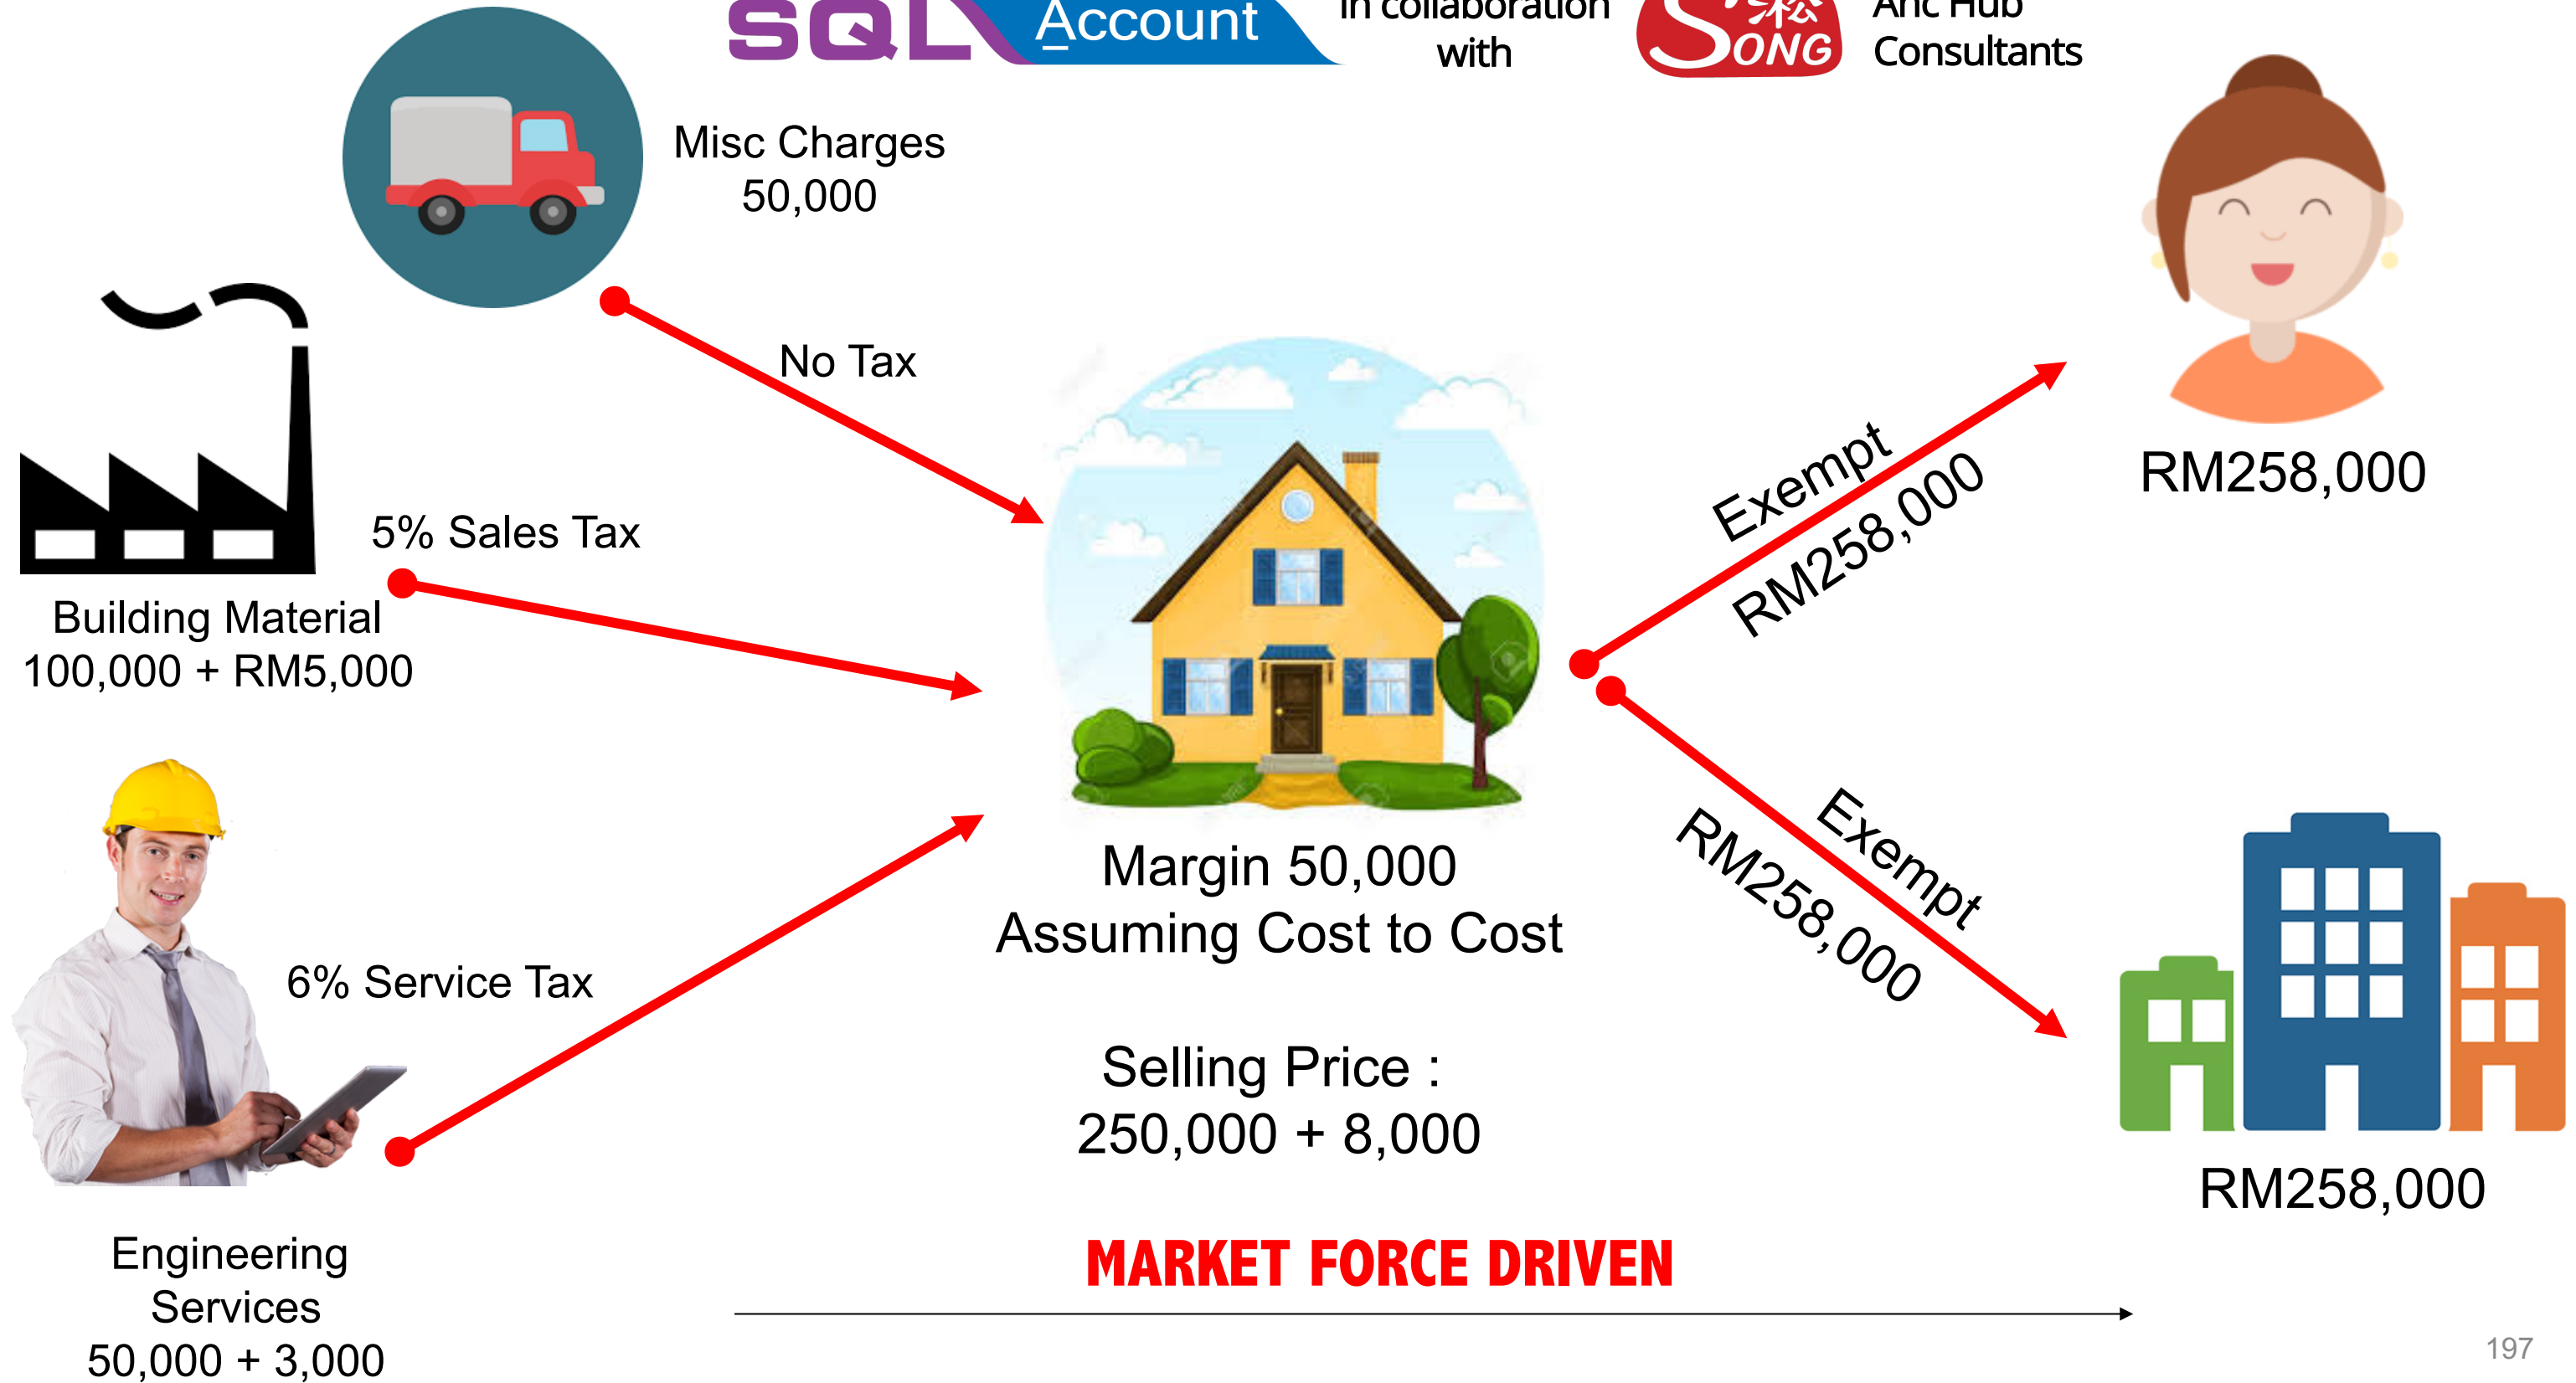 SQL Account
in collaboration
with
淞
SONG
Anc Hub
Consultants
Misc Charges
50,000
No Tax
5% Sales Tax
Building Material
100,000 + RM5,000
6% Service Tax
Engineering
Services
50,000 + 3,000
Margin 50,000
Assuming Cost to Cost
Selling Price :
250,000 + 8,000
Exempt
RM258,000
RM258,000
Exempt
RM258,000
RM258,000
MARKET FORCE DRIVEN
197